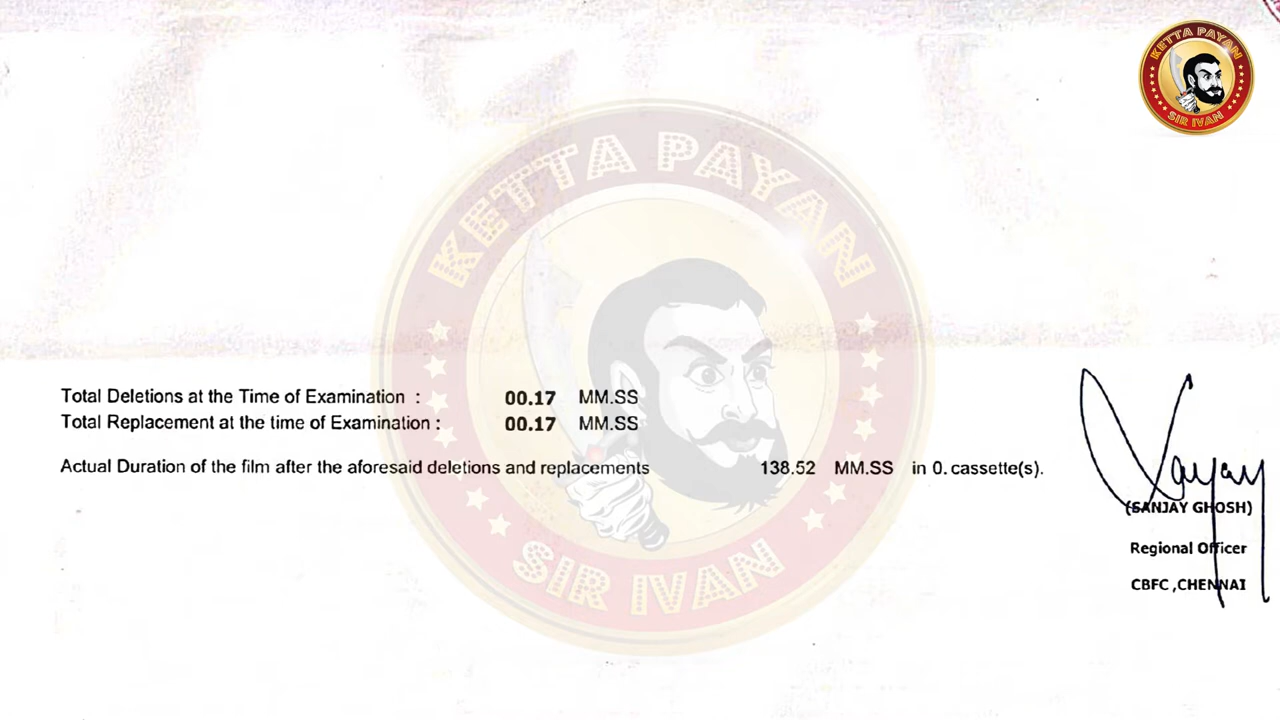 KETTA PAYAN
SIR IVAN
KETTA PAYAN
Total Deletions at the Time of Examination : 00.17 MM.SS
Total Replacement at the time of Examination : 00.17 MM.SS
Actual Duration of the film after the aforesaid deletions and replacements 138.52 MM.SS in 0. cassette(s).
(SANJAY GHOSH)
Regional Officer
CBFC ,CHENNAI
SIR IVAN